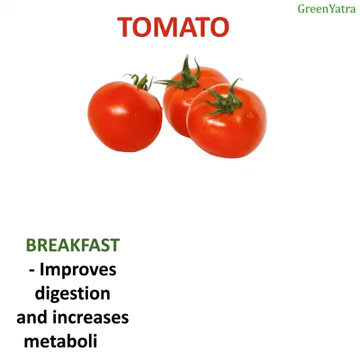 GreenYatra
TOMATO
BREAKFAST
- Improves
digestion
and increases
metaboli